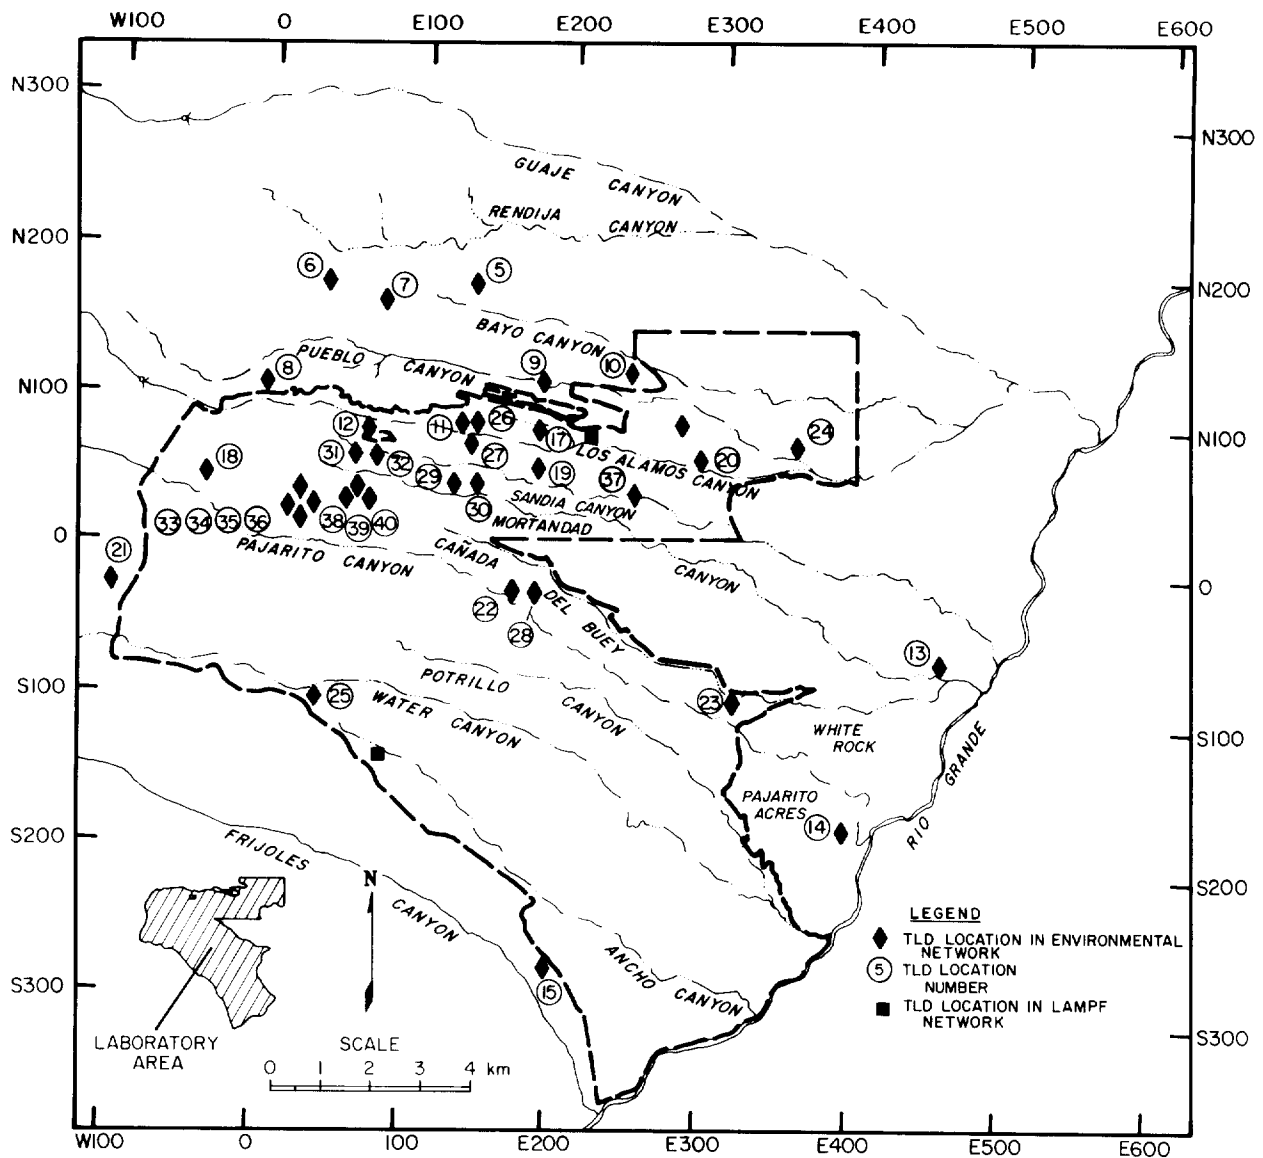 W100 0 E100 E200 E300 E400 E500 E600
N300
N300
GUAJE CANYON
RENDIJA CANYON
N200
6
5
7
N200
BAYO CANYON
PUEBLO CANYON
8
9
10
N100
12
11
26
17
24
N100
31
32
27
LOS ALAMOS CANYON
20
18
29
19
37
30
SANDIA CANYON
33 34 35 36 38 39 40
MORTANDAD CANYON
0
21
PAJARITO CANYON
CAÑADA DEL BUEY
0
22
28
13
S100
25
POTRILLO CANYON
23
WATER CANYON
WHITE
ROCK
S100
PAJARITO
ACRES
14
RIO GRANDE
S200
FRIJOLES CANYON
N
S200
LEGEND
TLD LOCATION IN ENVIRONMENTAL
NETWORK
5 TLD LOCATION
NUMBER
TLD LOCATION IN LAMPF
NETWORK
ANCHO CANYON
S300
15
S300
LABORATORY
AREA
SCALE
0 1 2 3 4 km
W100 0 100 E200 E300 E400 E500 E600